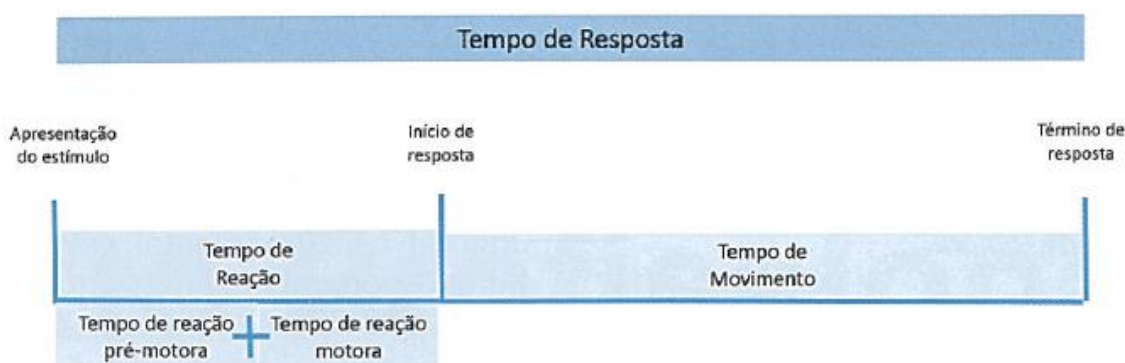 Tempo de Resposta
Apresentação
do estímulo
Início de
resposta
Término de
resposta
Tempo de
Reação
Tempo de
Movimento
Tempo de reação
pré-motora
+
Tempo de reação
motora